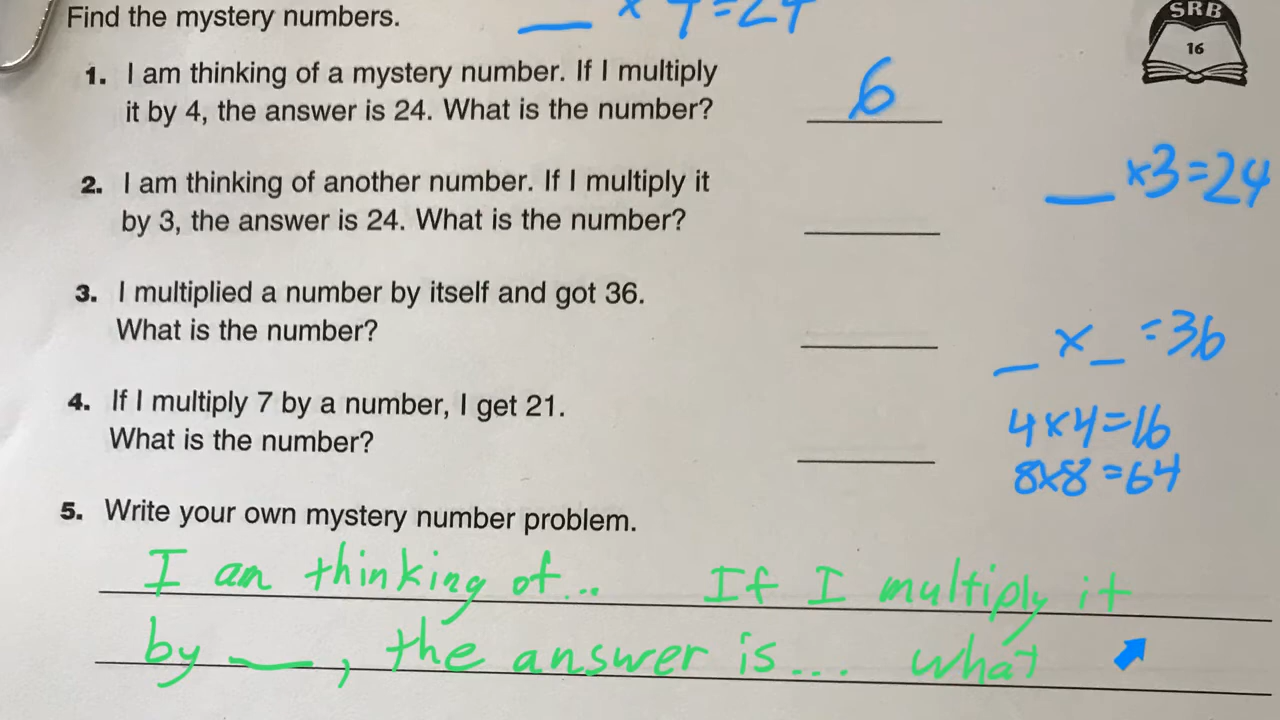 Find the mystery numbers.
__ x 4 = 24
SRB
16
1. I am thinking of a mystery number. If I multiply
it by 4, the answer is 24. What is the number?
6
2. I am thinking of another number. If I multiply it
by 3, the answer is 24. What is the number?
__ x3=24
3. I multiplied a number by itself and got 36.
What is the number?
__ x __ = 36
4. If I multiply 7 by a number, I get 21.
What is the number?
4x4=16
8x8=64
5. Write your own mystery number problem.
I am thinking of... If I multiply it
by __, the answer is... what